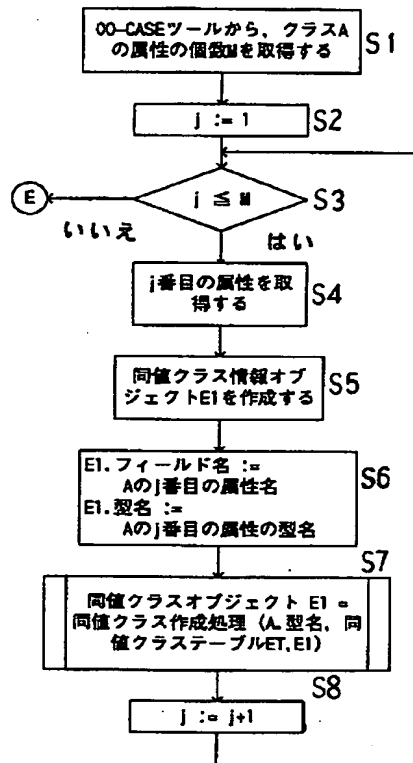 OO-CASEツールから, クラスA
の属性の個数Mを取得する
S1
j := 1
S2
j ≦ M
S3
E
いいえ
はい
j番目の属性を取
得する
S4
同値クラス情報オブ
ジェクトE1を作成する
S5
E1.フィールド名 :=
Aのj番目の属性名
E1.型名 :=
Aのj番目の属性の型名
S6
S7
同値クラスオブジェクト E1 =
同値クラス作成処理 (A.型名, 同
値クラステーブルET,E1)
S8
j := j+1